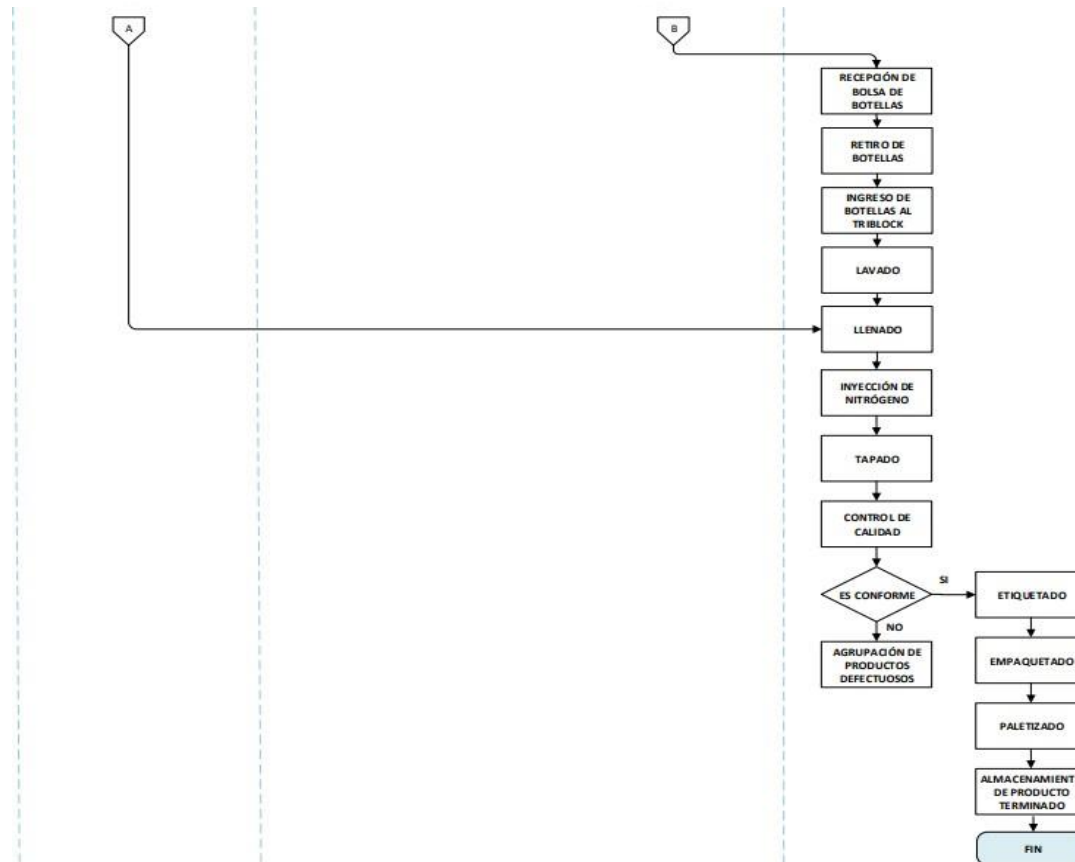 A
B
RECEPCIÓN DE
BOLSA DE
BOTELLAS
RETIRO DE
BOTELLAS
INGRESO DE
BOTELLAS AL
TRIBLOCK
LAVADO
LLENADO
INYECCIÓN DE
NITRÓGENO
TAPADO
CONTROL DE
CALIDAD
ES CONFORME
SI
NO
AGRUPACIÓN DE
PRODUCTOS
DEFECTUOSOS
ETIQUETADO
EMPAQUETADO
PALETIZADO
ALMACENAMIENT
DE PRODUCTO
TERMINADO
FIN